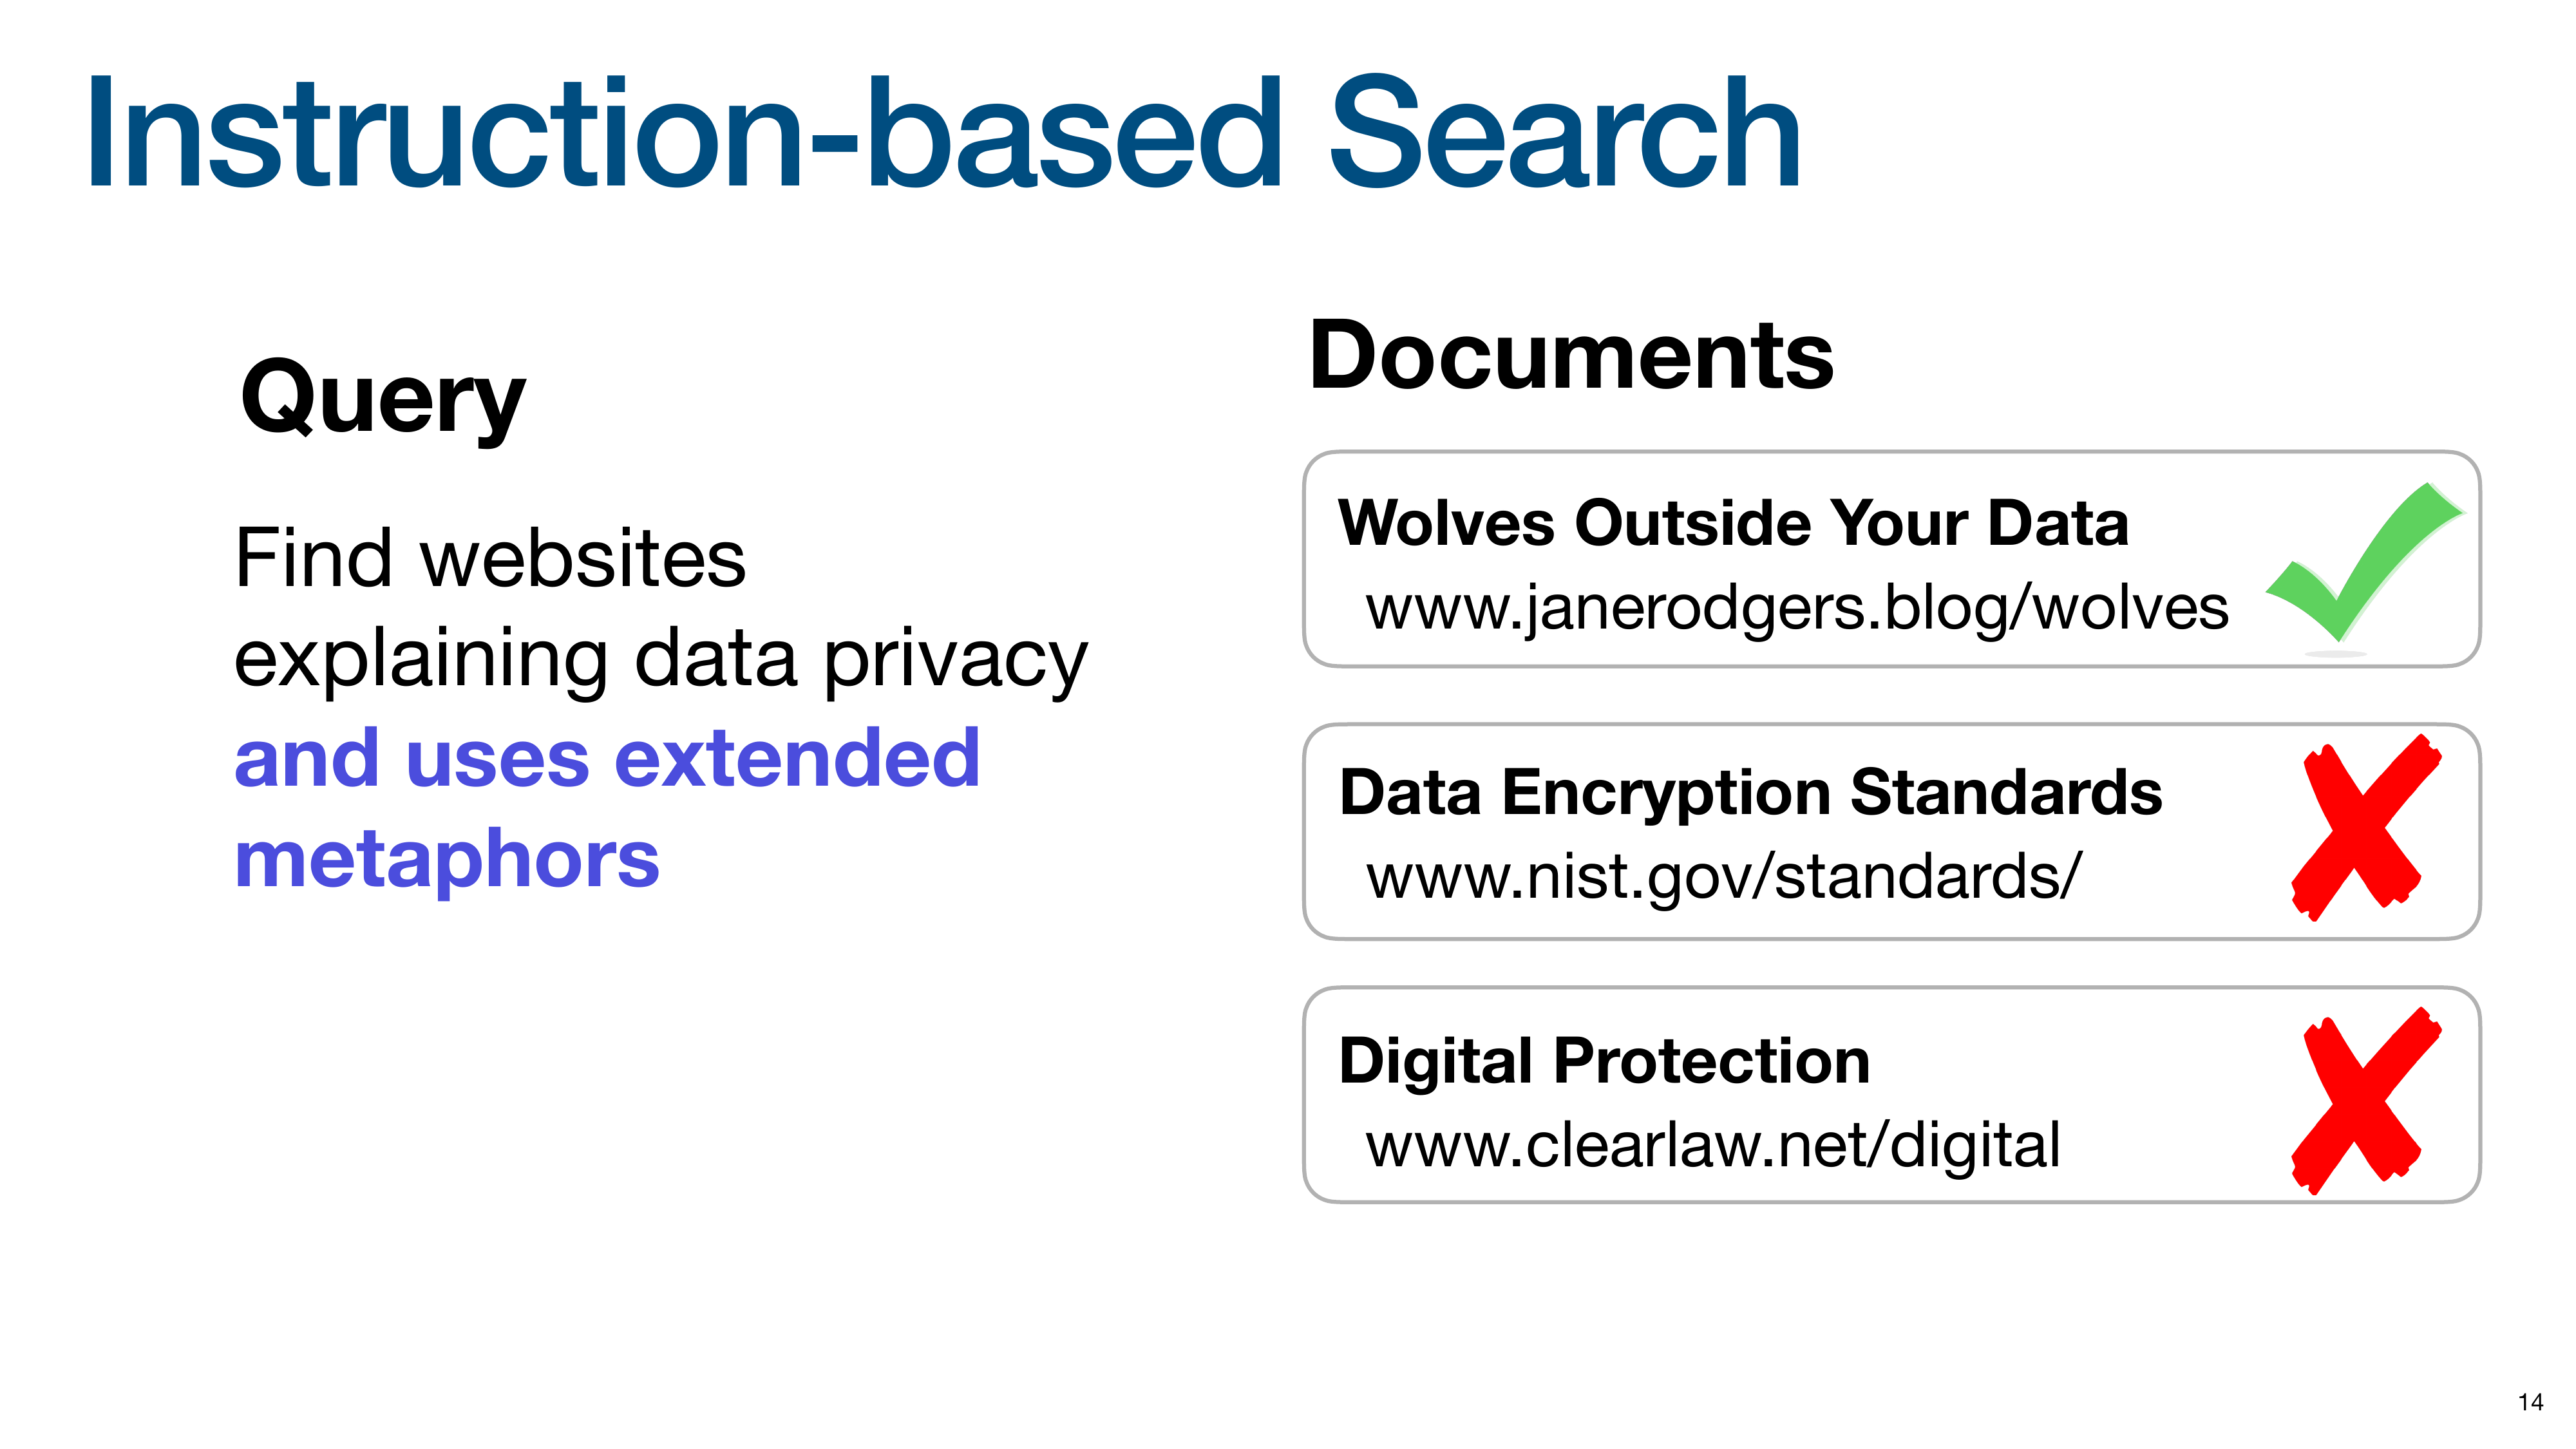 Instruction-based Search
Query
Find websites
explaining data privacy
and uses extended
metaphors
Documents
Wolves Outside Your Data
www.janerodgers.blog/wolves
Data Encryption Standards
www.nist.gov/standards/
Digital Protection
www.clearlaw.net/digital
14